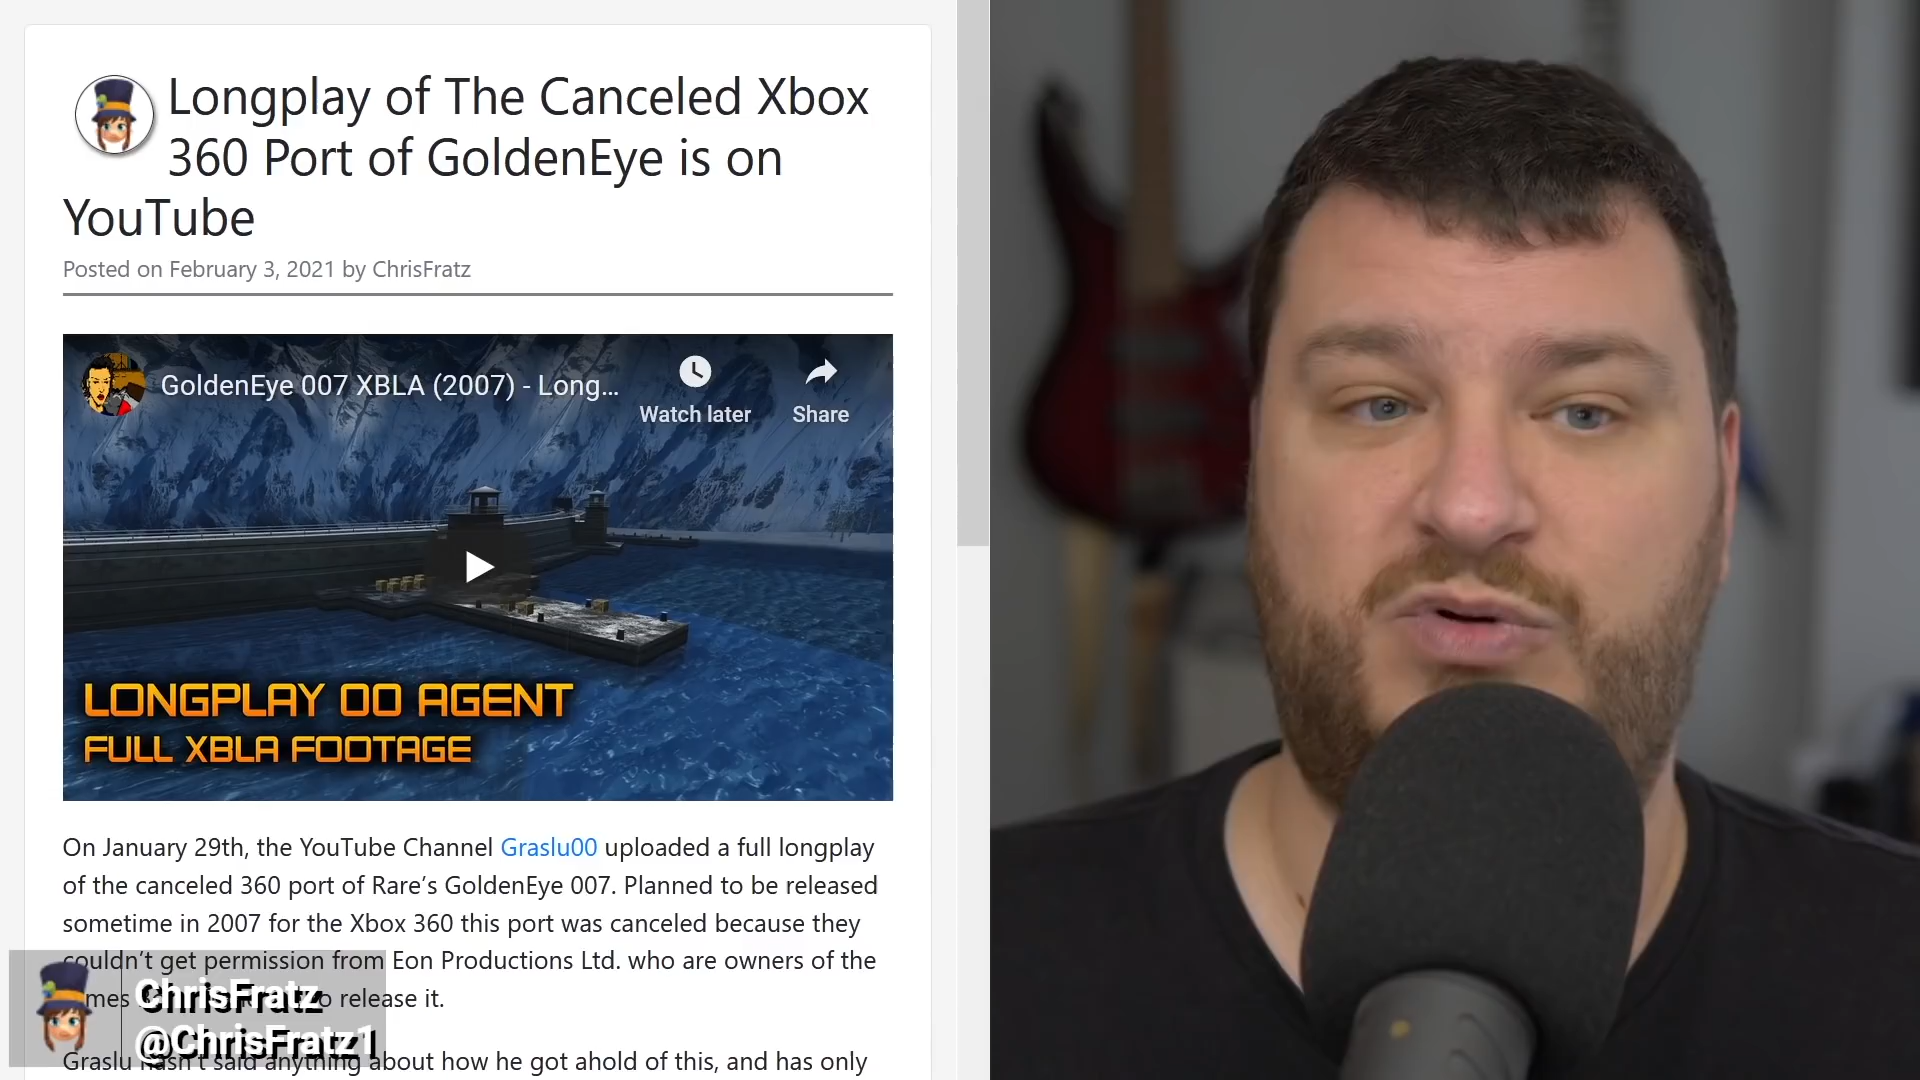 Longplay of The Canceled Xbox
360 Port of GoldenEye is on
YouTube
Posted on February 3, 2021 by ChrisFratz
GoldenEye 007 XBLA (2007) - Long...
Watch later
Share
LONGPLAY 00 AGENT
FULL XBLA FOOTAGE
On January 29th, the YouTube Channel Graslu00 uploaded a full longplay
of the canceled 360 port of Rare's GoldenEye 007. Planned to be released
sometime in 2007 for the Xbox 360 this port was canceled because they
couldn't get permission from Eon Productions Ltd. who are owners of the
release it.
ChrisFratz
@ChrisFratz1
Graslu hasn't said anything about how he got ahold of this, and has only